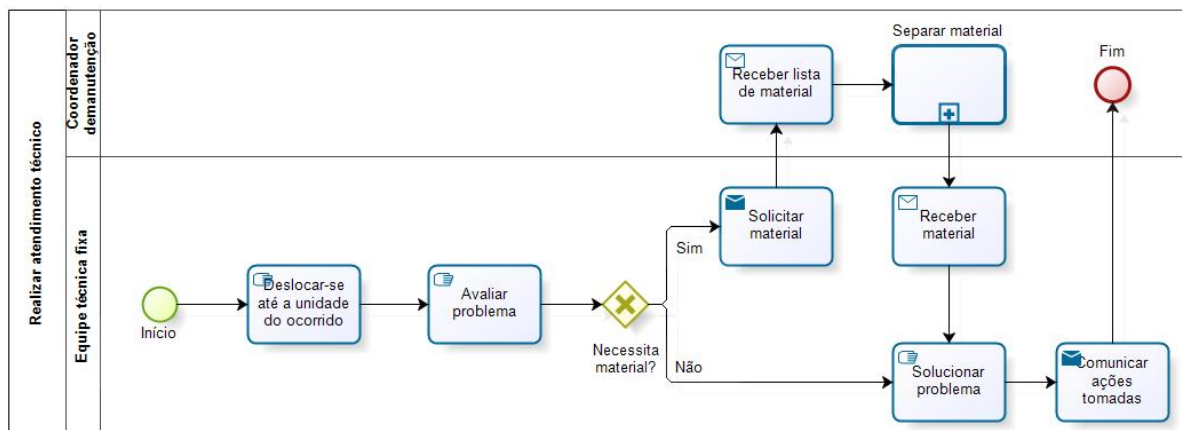 Realizar atendimento técnico
Coordenador
demanutenção
Separar material
Receber lista
de material
Fim
Equipe técnica fixa
Início
Deslocar-se
até a unidade
do ocorrido
Avaliar
problema
Necessita
material?
Sim
Não
Solicitar
material
Receber
material
Solucionar
problema
Comunicar
ações
tomadas